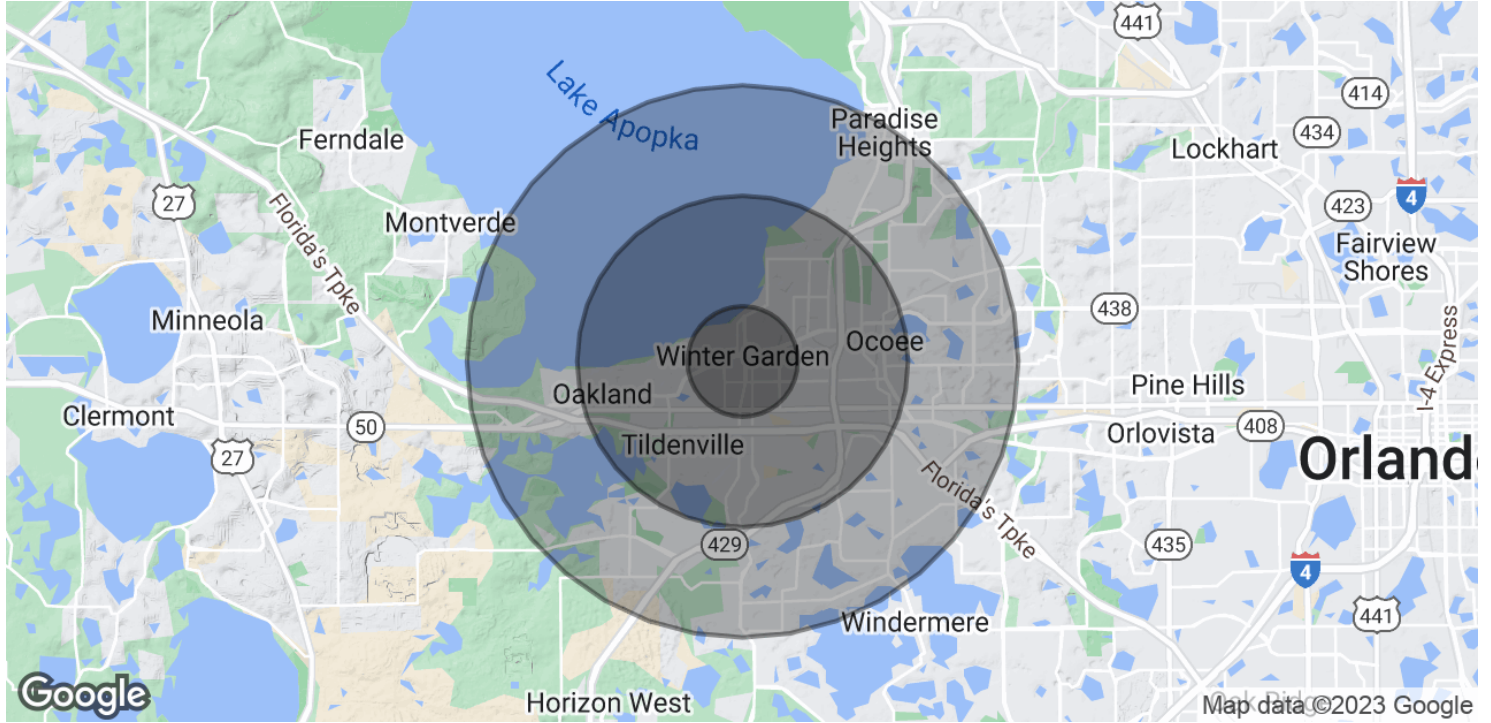 441
Lake Apopka
414
Paradise
Heights
434
Ferndale
Lockhart
27
4
423
Montverde
Florida's Tpke
Fairview
Shores
438
Minneola
Ocoee
Winter Garden
I-4 Express
Pine Hills
Oakland
Clermont
50
408
Orlovista
Tildenville
27
Orland
Florida's Tpke
429
435
4
441
Windermere
Google
Horizon West
Oak Ridge
Map data ©2023 Google